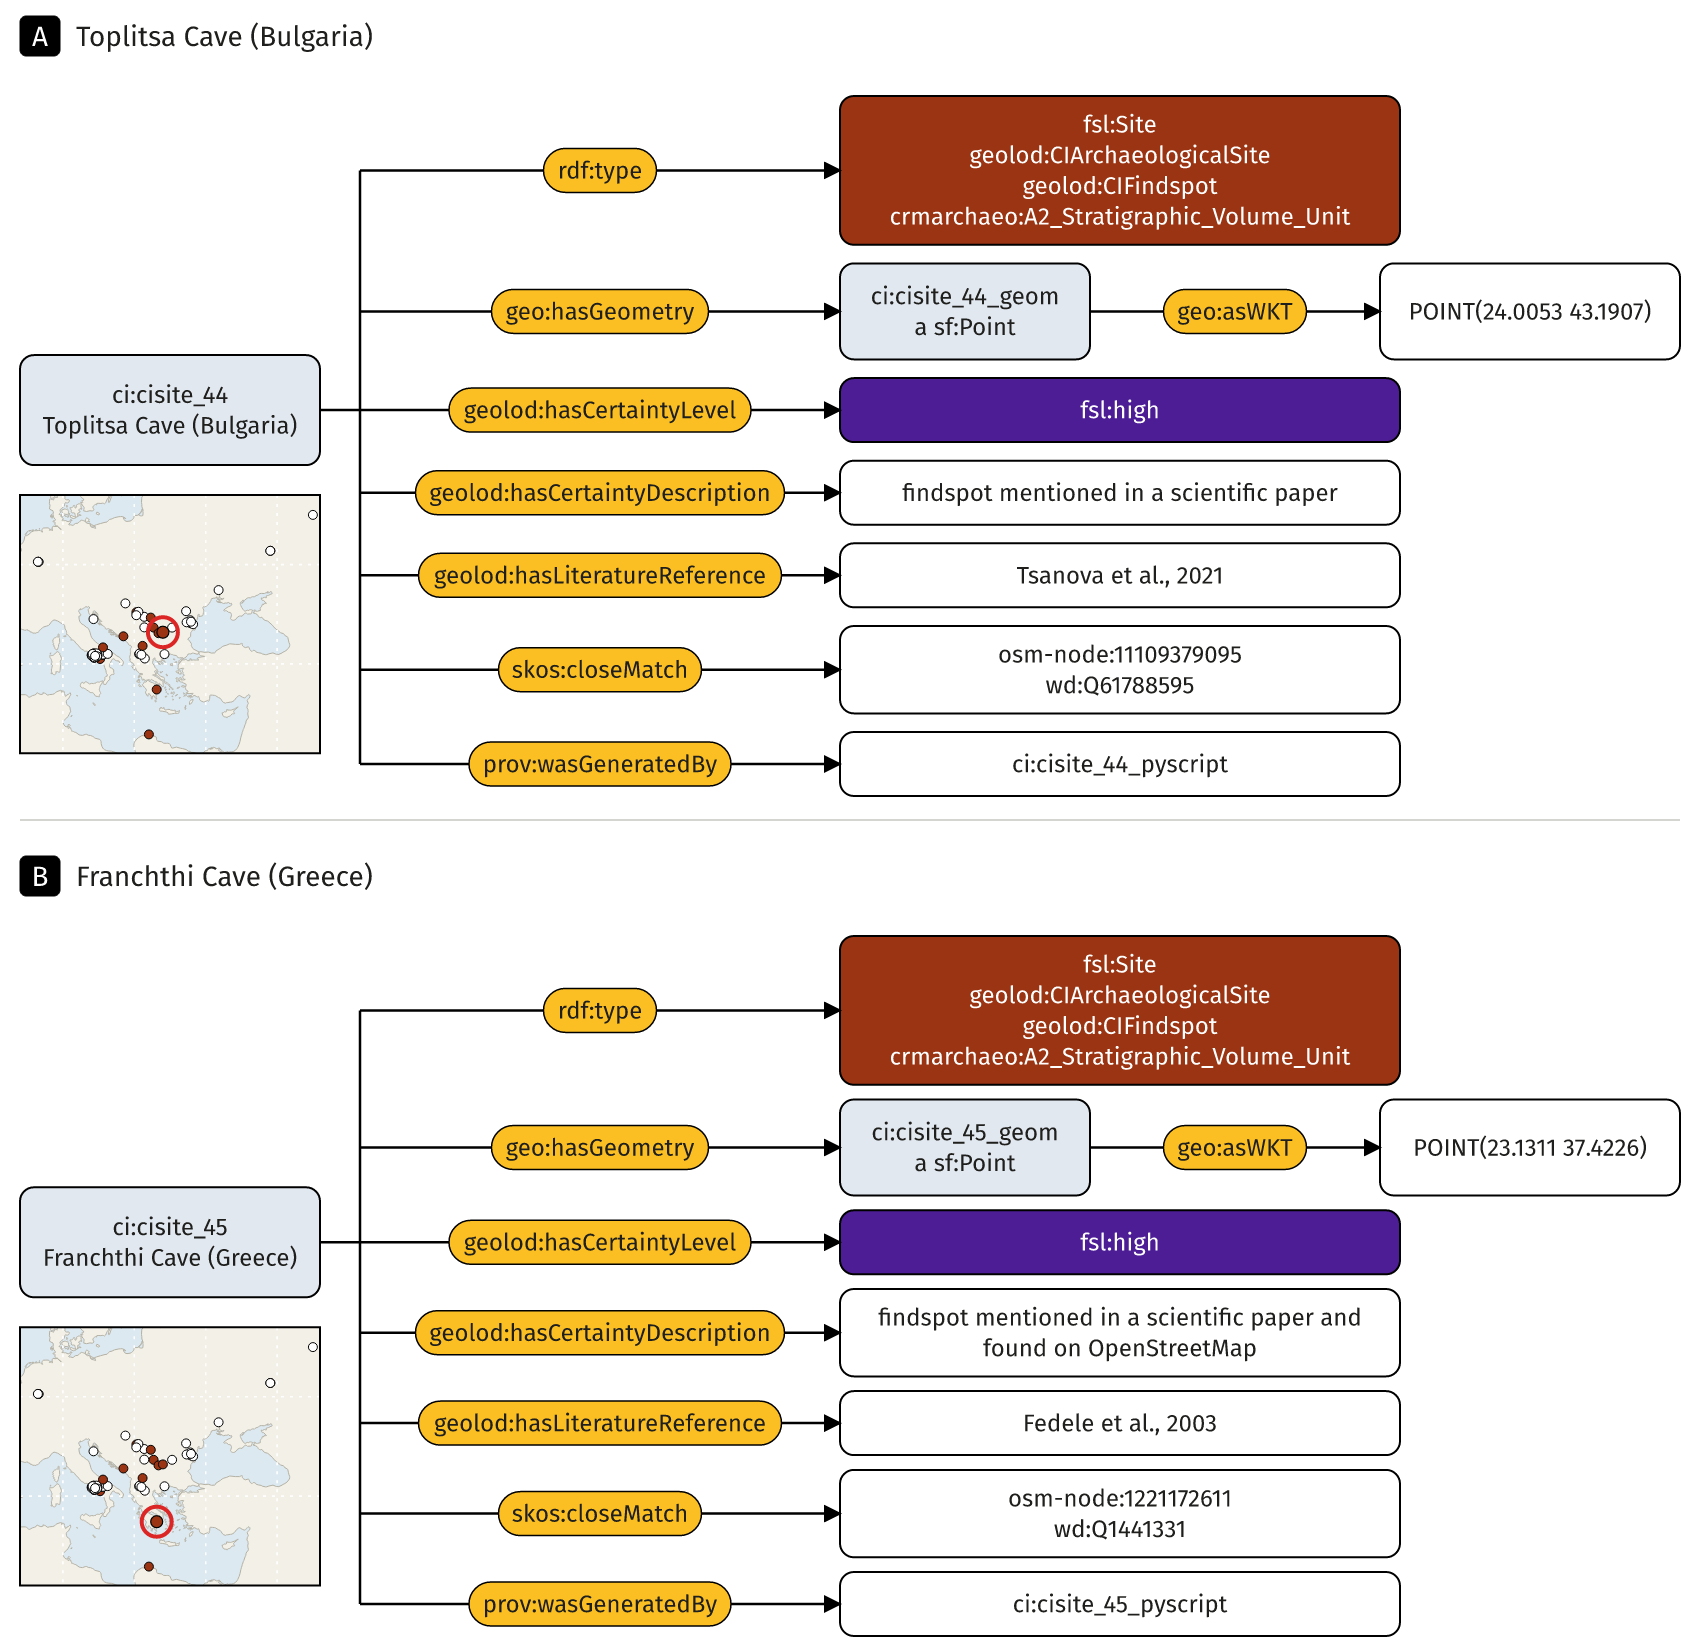 A Toplitsa Cave (Bulgaria)
rdf:type
fsl:Site
geolod:CIArchaeologicalSite
geolod:CIFindspot
crmarchaeo:A2_Stratigraphic_Volume_Unit
geo:hasGeometry
ci:cisite_44_geom
a sf:Point
geo:asWKT
POINT(24.0053 43.1907)
ci:cisite_44
Toplitsa Cave (Bulgaria)
geolod:hasCertaintyLevel
fsl:high
geolod:hasCertaintyDescription
findspot mentioned in a scientific paper
geolod:hasLiteratureReference
Tsanova et al., 2021
skos:closeMatch
osm-node:11109379095
wd:Q61788595
prov:wasGeneratedBy
ci:cisite_44_pyscript
B Franchthi Cave (Greece)
rdf:type
fsl:Site
geolod:CIArchaeologicalSite
geolod:CIFindspot
crmarchaeo:A2_Stratigraphic_Volume_Unit
geo:hasGeometry
ci:cisite_45_geom
a sf:Point
geo:asWKT
POINT(23.1311 37.4226)
ci:cisite_45
Franchthi Cave (Greece)
geolod:hasCertaintyLevel
fsl:high
geolod:hasCertaintyDescription
findspot mentioned in a scientific paper and
found on OpenStreetMap
geolod:hasLiteratureReference
Fedele et al., 2003
skos:closeMatch
osm-node:1221172611
wd:Q1441331
prov:wasGeneratedBy
ci:cisite_45_pyscript